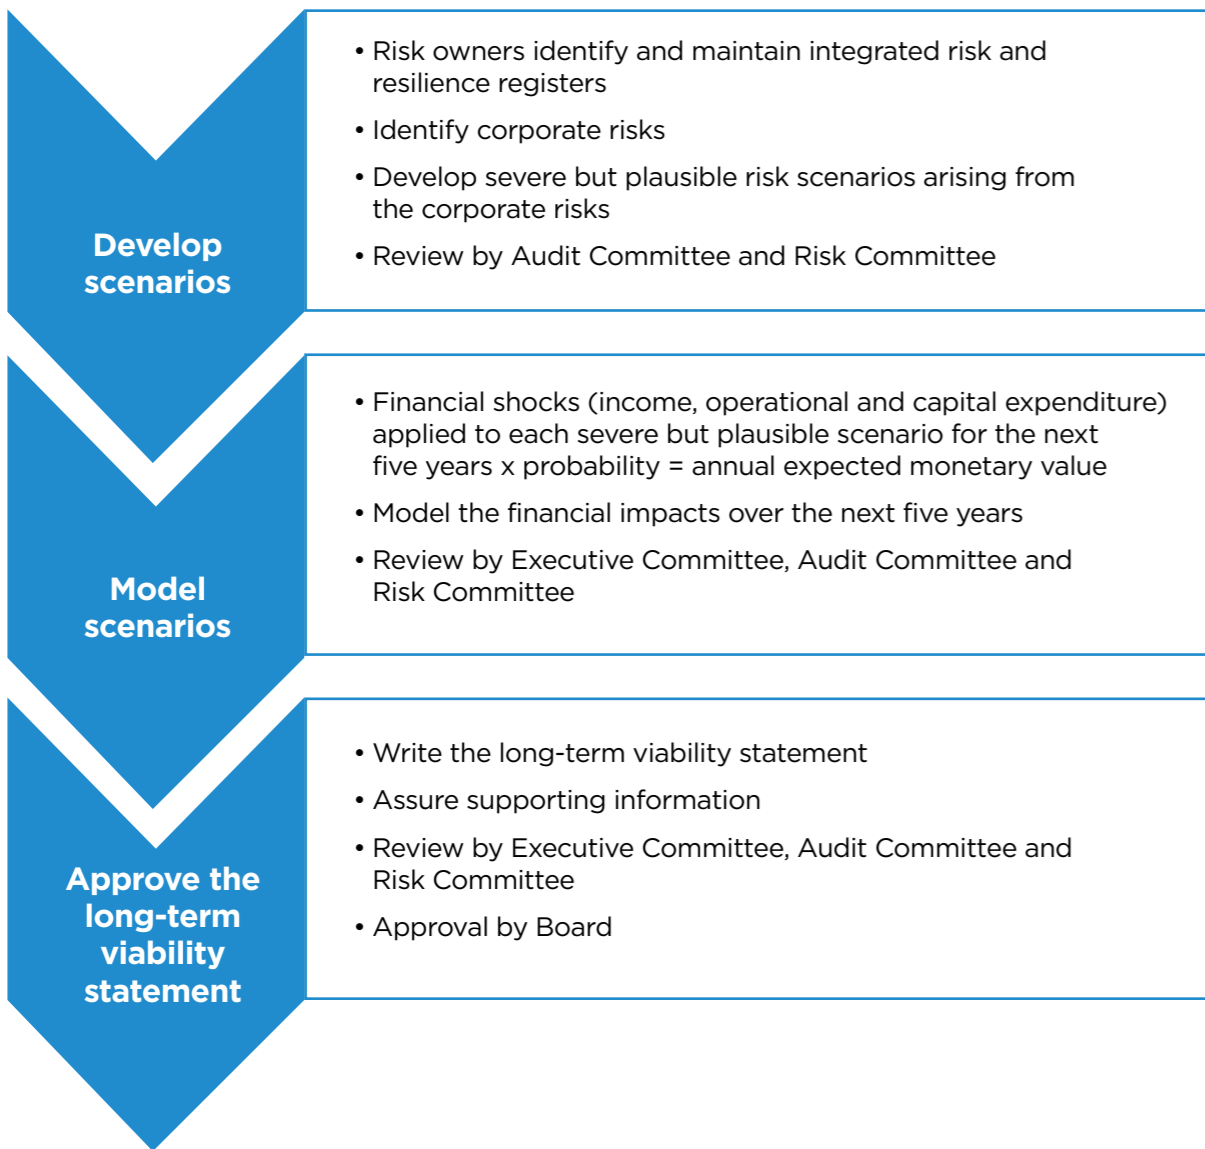 Develop
scenarios
• Risk owners identify and maintain integrated risk and
resilience registers
• Identify corporate risks
• Develop severe but plausible risk scenarios arising from
the corporate risks
• Review by Audit Committee and Risk Committee
Model
scenarios
• Financial shocks (income, operational and capital expenditure)
applied to each severe but plausible scenario for the next
five years x probability = annual expected monetary value
• Model the financial impacts over the next five years
• Review by Executive Committee, Audit Committee and
Risk Committee
Approve the
long-term
viability
statement
• Write the long-term viability statement
• Assure supporting information
• Review by Executive Committee, Audit Committee and
Risk Committee
• Approval by Board